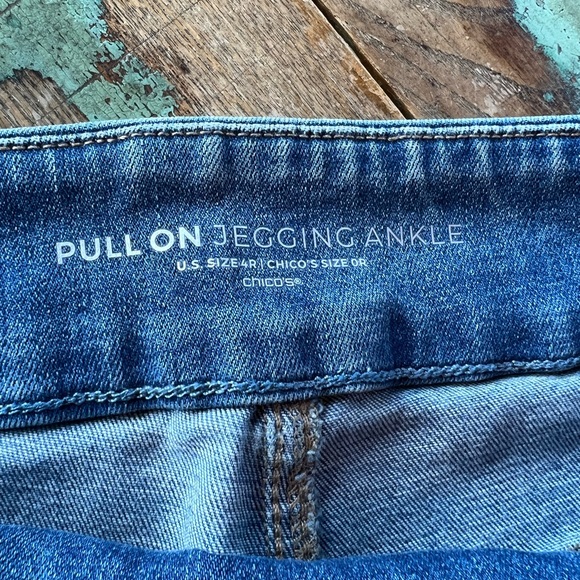 PULL ON JEGGING ANKLE
U.S. SIZE 4R | CHICO'S SIZE 0R
chico's®